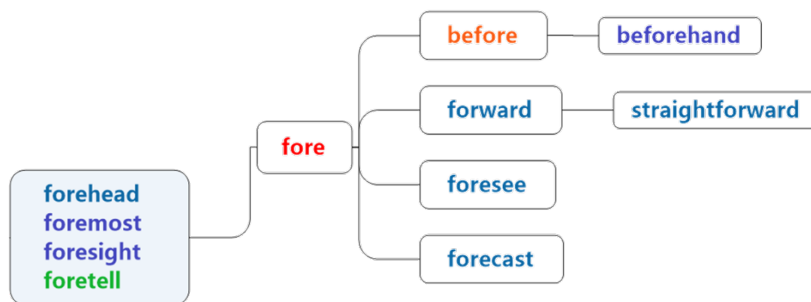 before
beforehand
forward
straightforward
fore
foresee
forecast
forehead
foremost
foresight
foretell